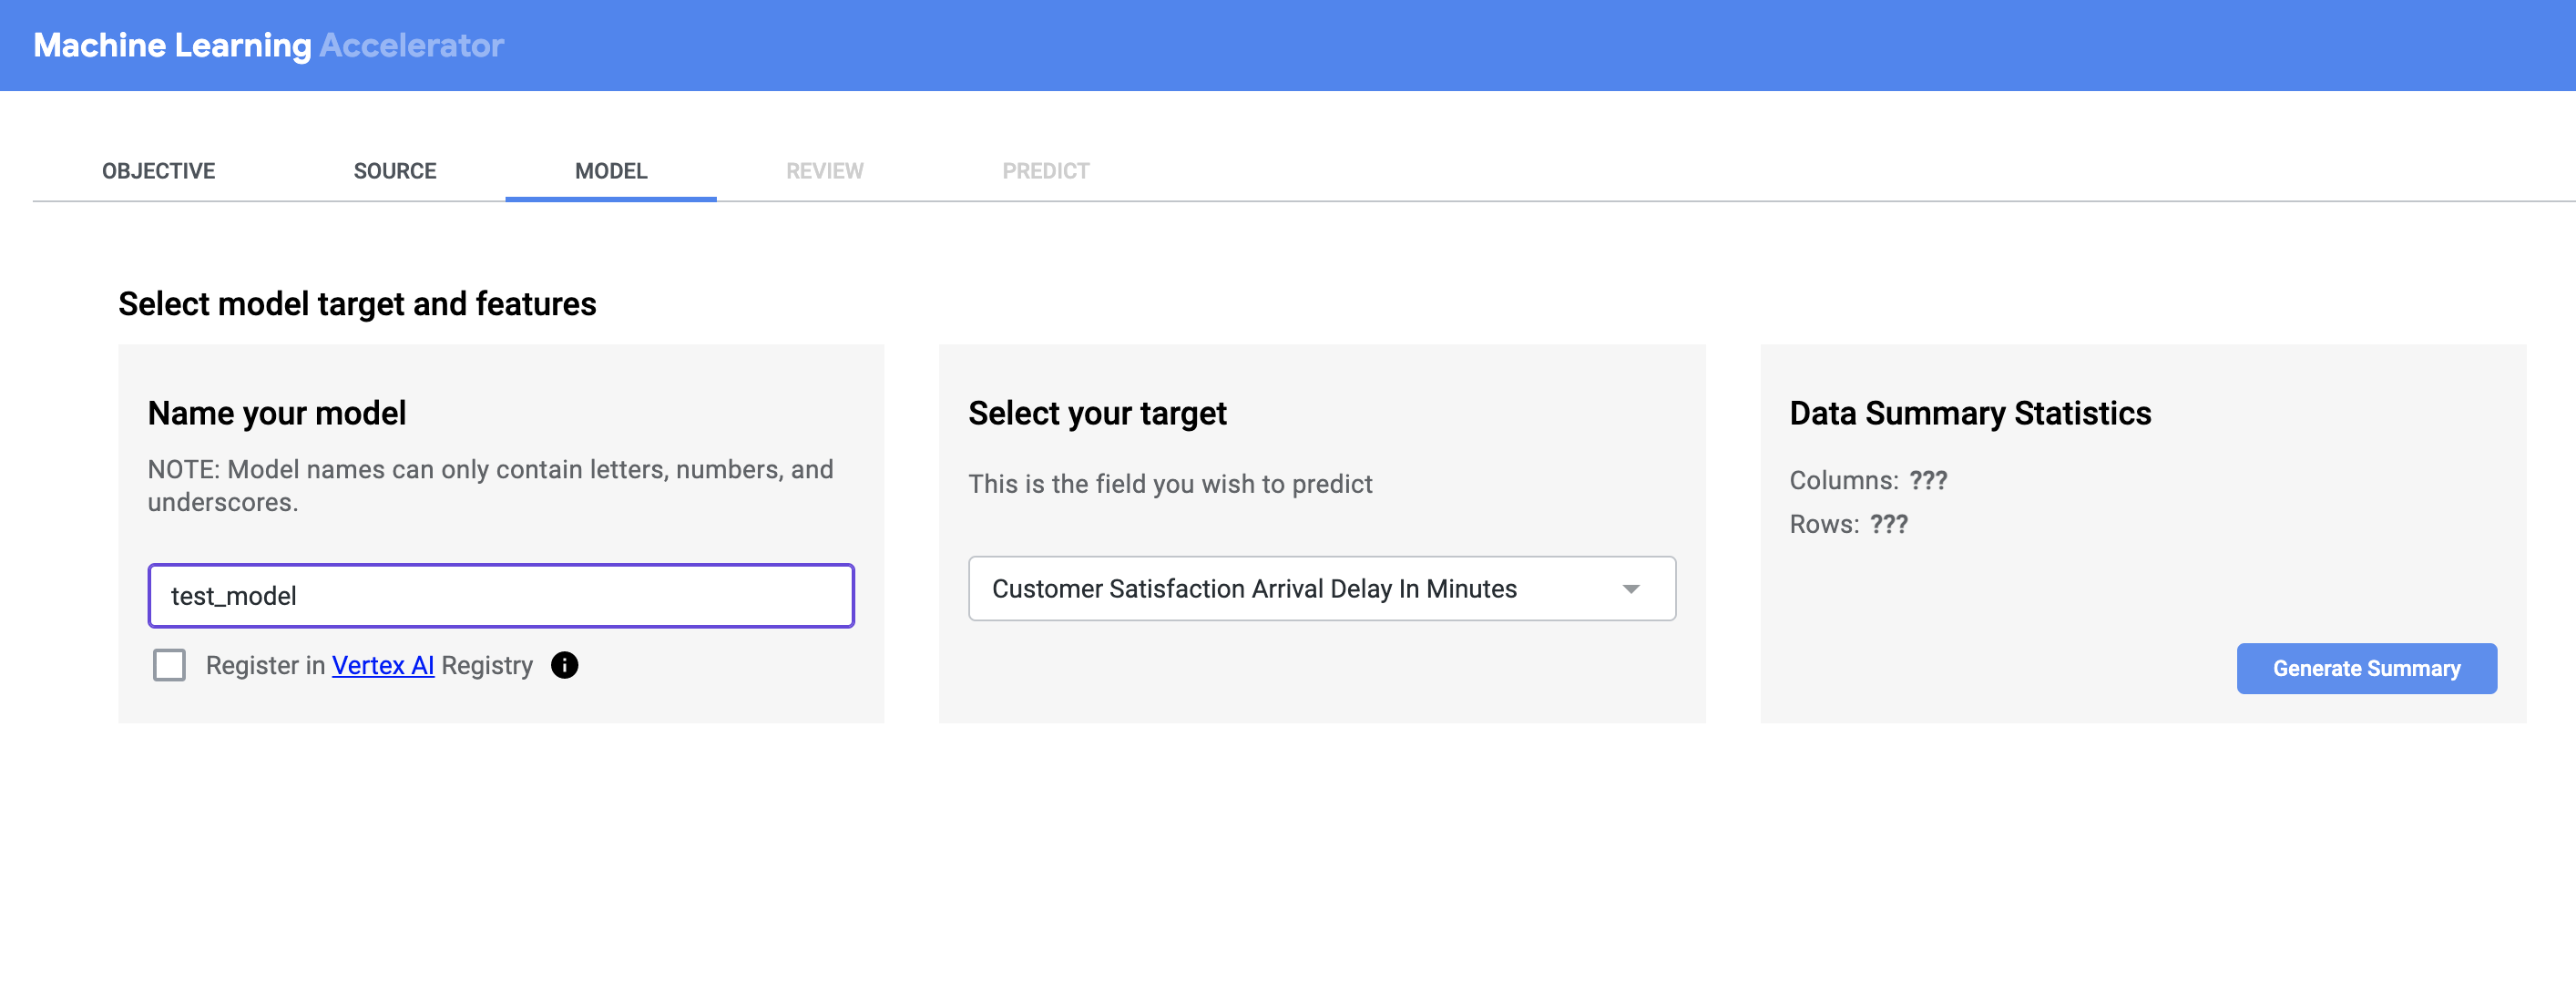 Machine Learning Accelerator
OBJECTIVE SOURCE MODEL REVIEW PREDICT
Select model target and features
Name your model
NOTE: Model names can only contain letters, numbers, and
underscores.
test_model
Register in Vertex AI Registry
Select your target
This is the field you wish to predict
Customer Satisfaction Arrival Delay In Minutes
Data Summary Statistics
Columns: ???
Rows: ???
Generate Summary